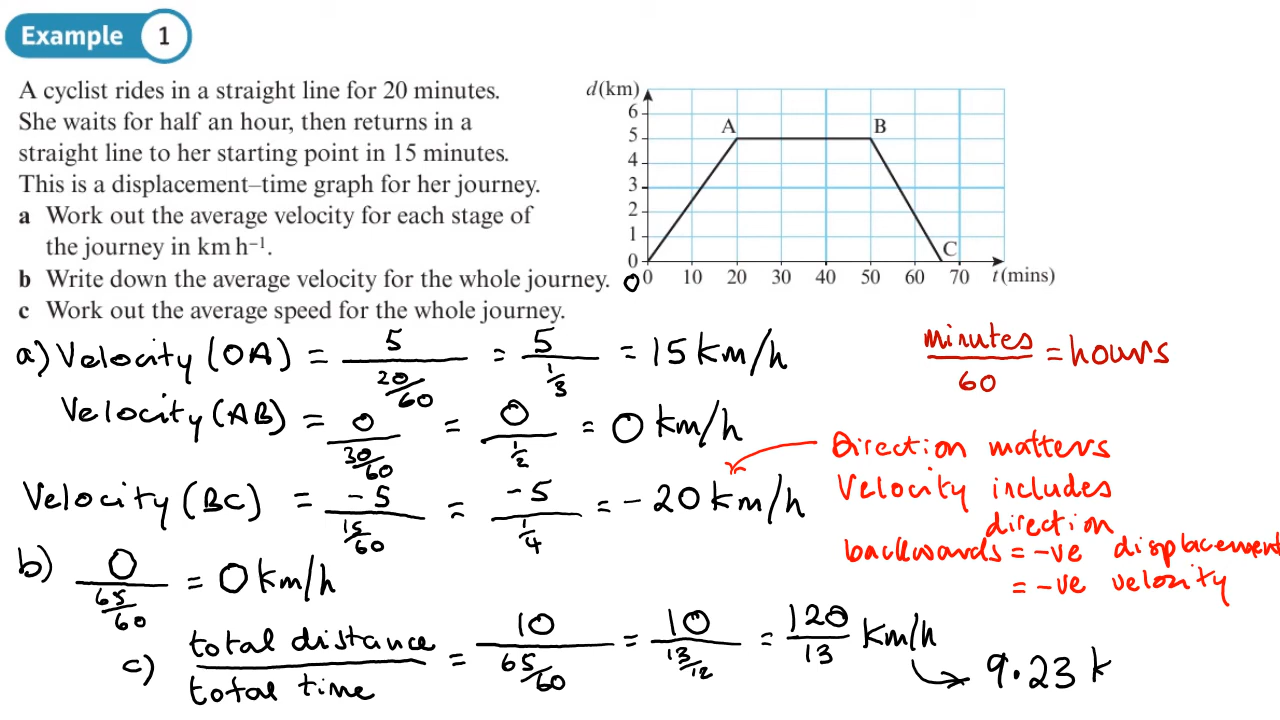 Example 1
A cyclist rides in a straight line for 20 minutes.
She waits for half an hour, then returns in a
straight line to her starting point in 15 minutes.
This is a displacement–time graph for her journey.
a Work out the average velocity for each stage of
the journey in km h⁻¹.
b Write down the average velocity for the whole journey.
c Work out the average speed for the whole journey.
d (km)
6
5
4
3
2
1
0
A B C
O 0 10 20 30 40 50 60 70 t (mins)
a) Velocity (OA) = 5 / (20/60) = 5 / (1/3) = 15 km/h
Velocity (AB) = 0 / (30/60) = 0 / (1/2) = 0 km/h
Velocity (BC) = -5 / (15/60) = -5 / (1/4) = -20 km/h
minutes / 60 = hours
Direction matters
Velocity includes
direction
backwards = -ve displacement
= -ve velocity
b) 0 / (65/60) = 0 km/h
c) total distance / total time = 10 / (65/60) = 10 / (13/12) = 120/13 km/h
→ 9.23 k